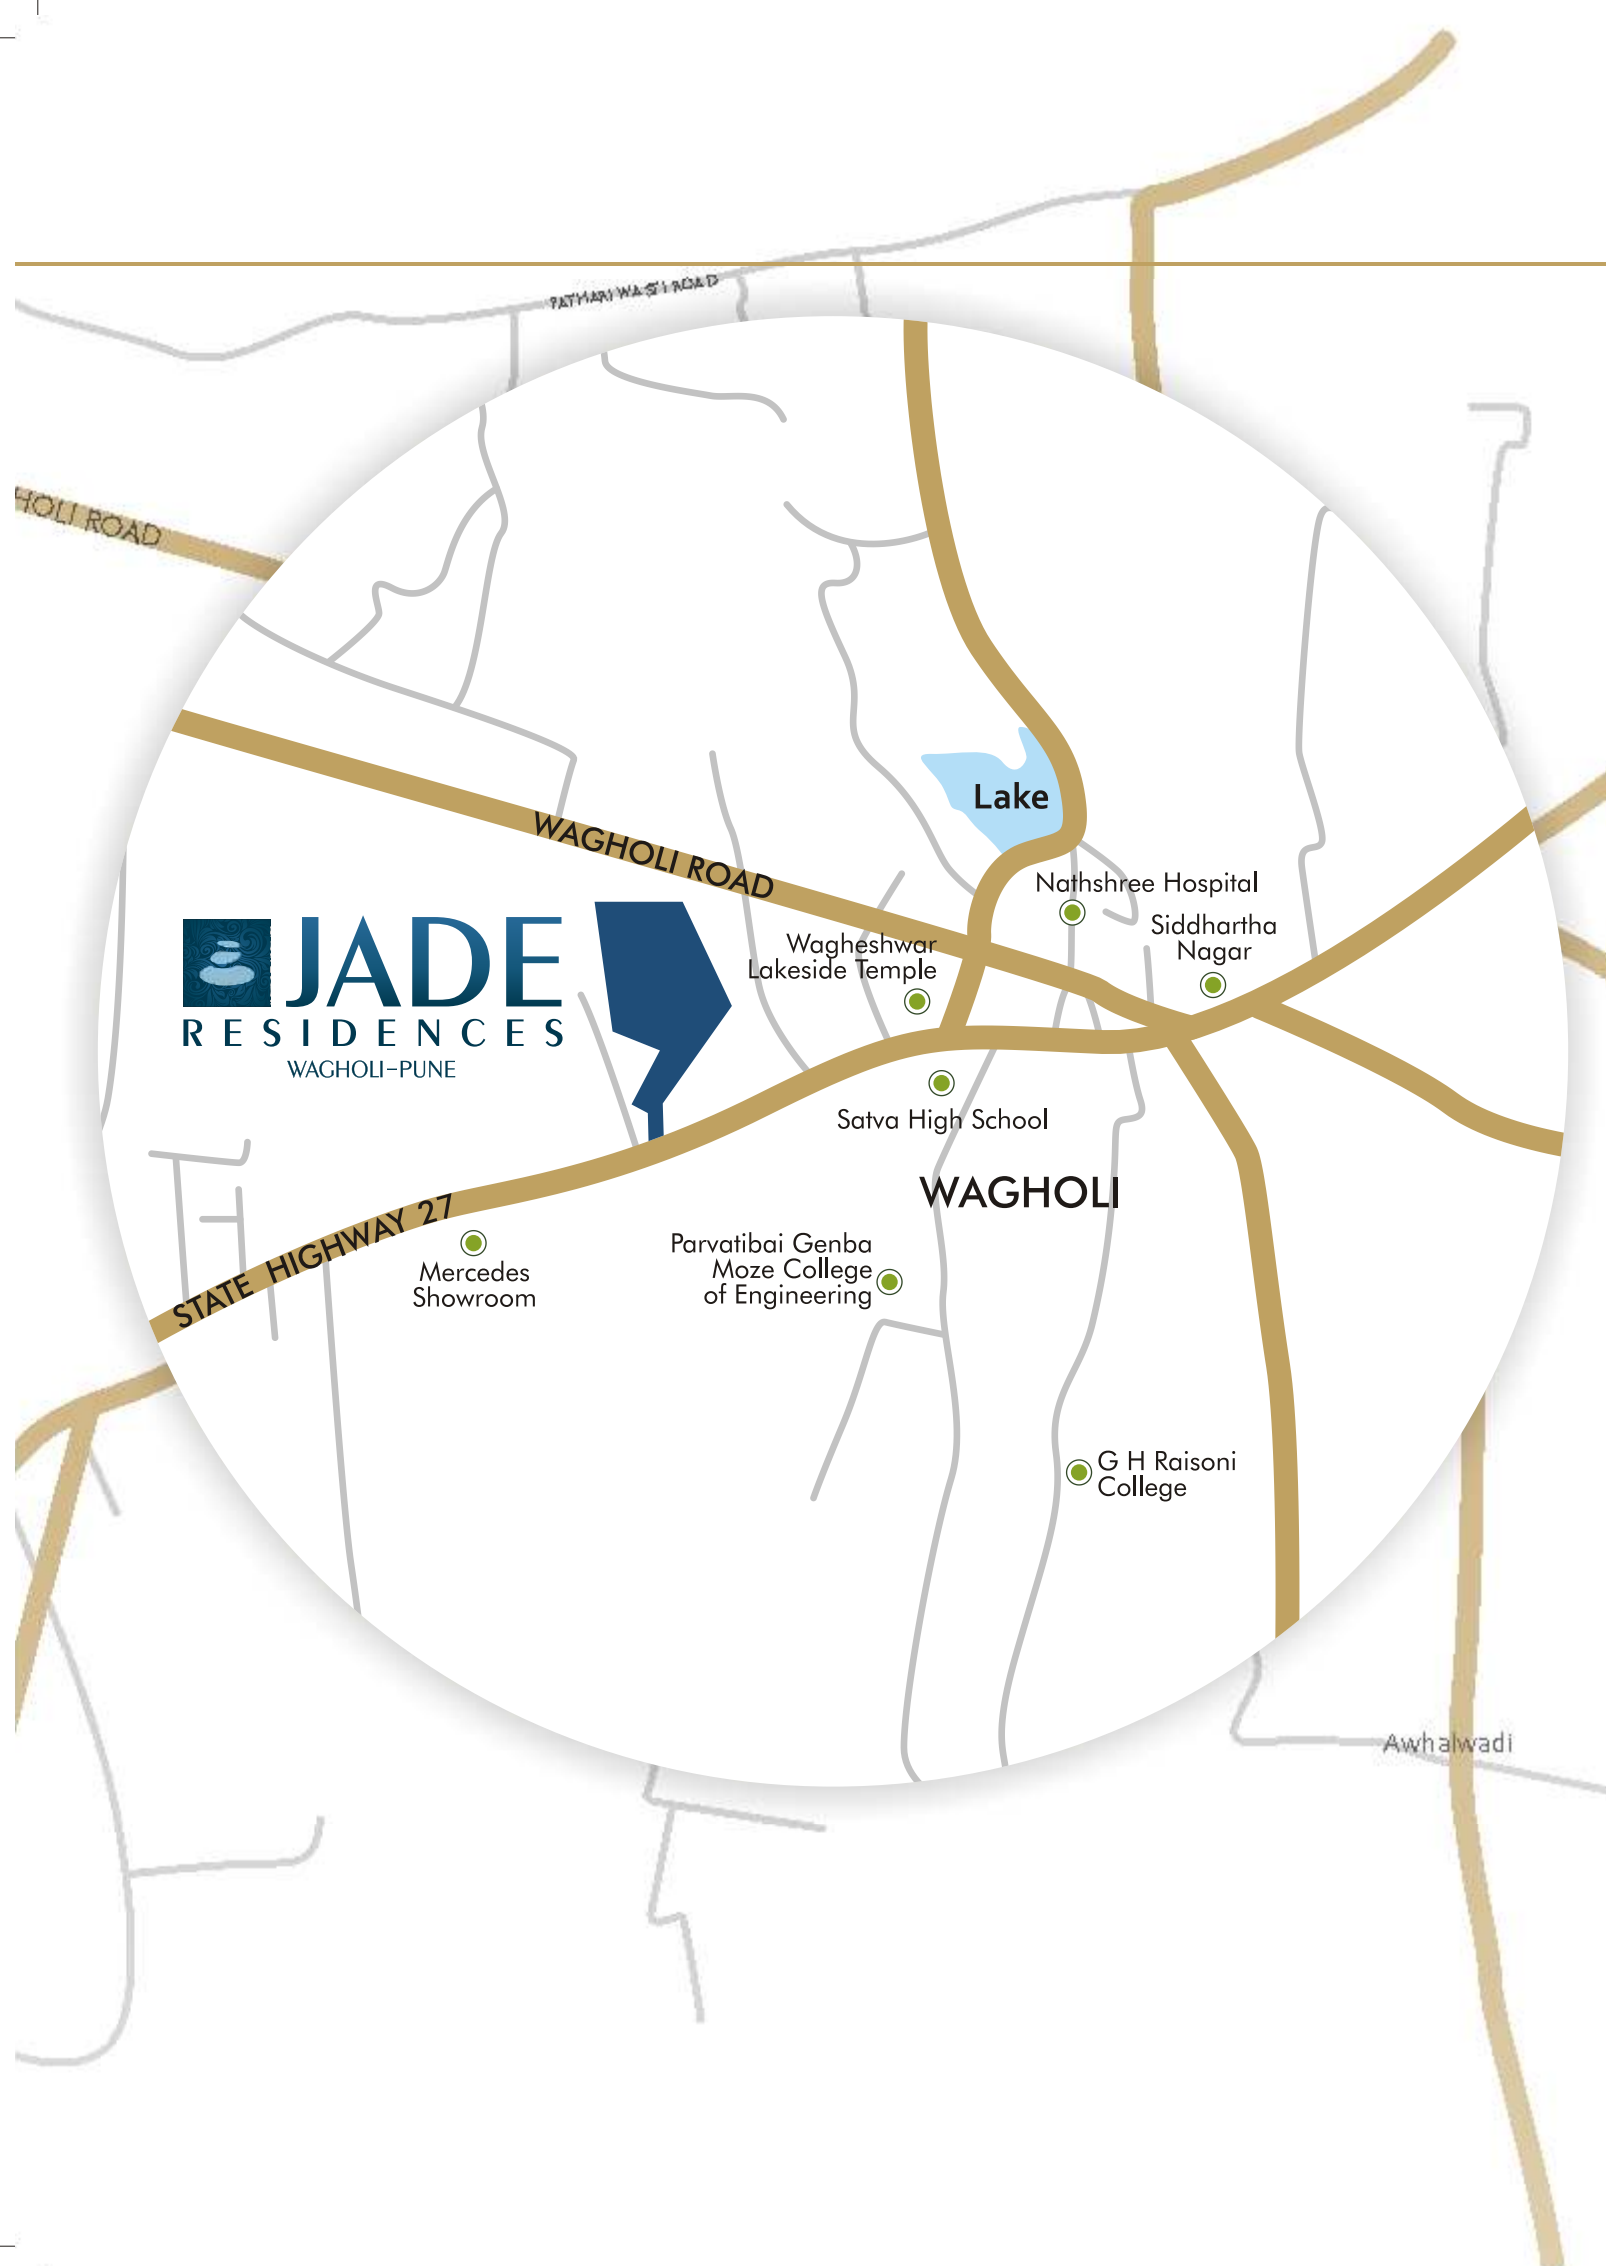 PATHARI WASTI ROAD
HOLI ROAD
Lake
WAGHOLI ROAD
Nathshree Hospital
Siddhartha
Nagar
Wagheshwar
Lakeside Temple
JADE
RESIDENCES
WAGHOLI-PUNE
Satva High School
WAGHOLI
STATE HIGHWAY 27
Mercedes
Showroom
Parvatibai Genba
Moze College
of Engineering
G H Raisoni
College
Awhalwadi